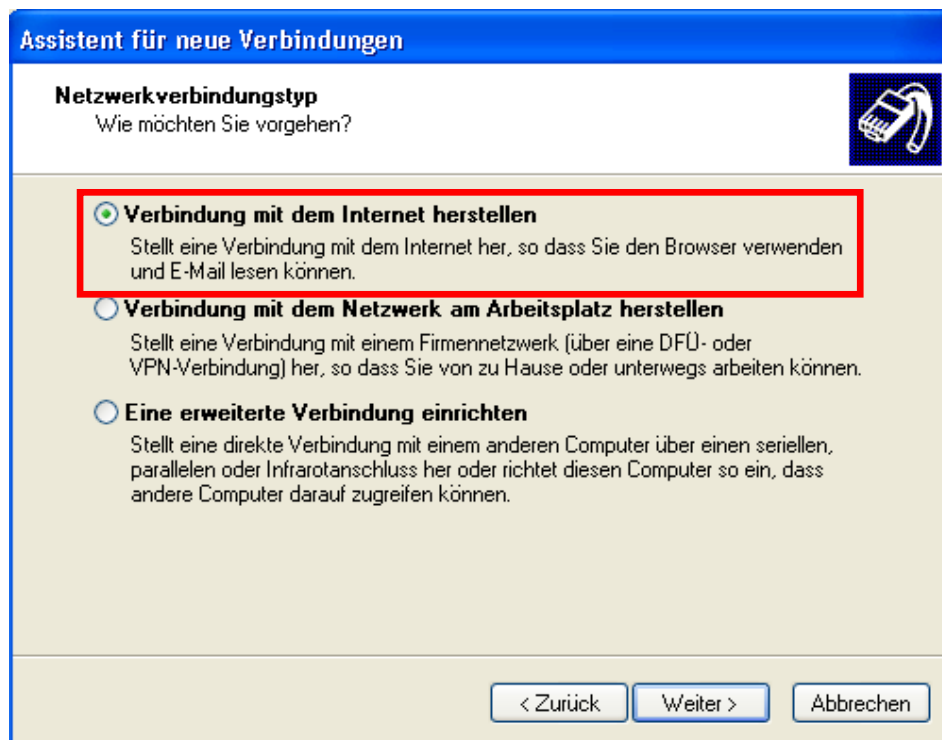 Assistent für neue Verbindungen
Netzwerkverbindungstyp
Wie möchten Sie vorgehen?
Verbindung mit dem Internet herstellen
Stellt eine Verbindung mit dem Internet her, so dass Sie den Browser verwenden
und E-Mail lesen können.
Verbindung mit dem Netzwerk am Arbeitsplatz herstellen
Stellt eine Verbindung mit einem Firmennetzwerk (über eine DFÜ- oder
VPN-Verbindung) her, so dass Sie von zu Hause oder unterwegs arbeiten können.
Eine erweiterte Verbindung einrichten
Stellt eine direkte Verbindung mit einem anderen Computer über einen seriellen,
parallelen oder Infrarotanschluss her oder richtet diesen Computer so ein, dass
andere Computer darauf zugreifen können.
< Zurück Weiter > Abbrechen